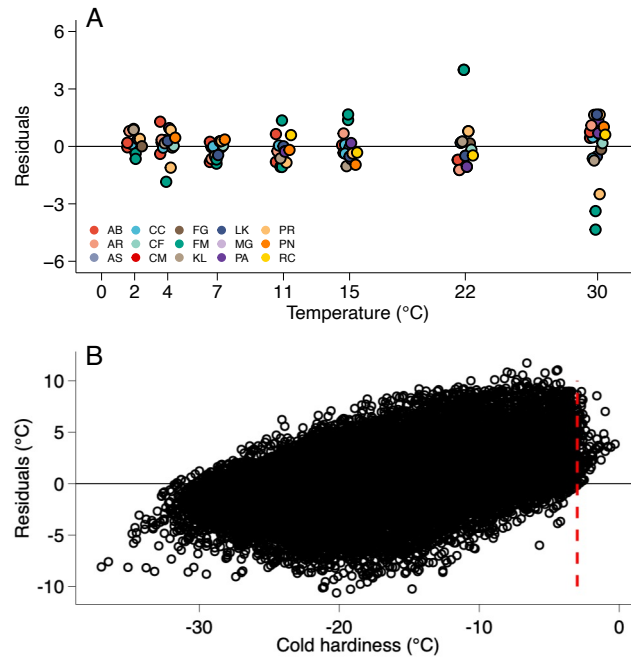 A
6
3
0
−3
−6
Residuals
AB CC FG LK PR
AR CF FM MG PN
AS CM KL PA RC
0 2 4 7 11 15 22 30
Temperature (°C)
B
10
5
0
-5
-10
Residuals (°C)
-30 -20 -10 0
Cold hardiness (°C)